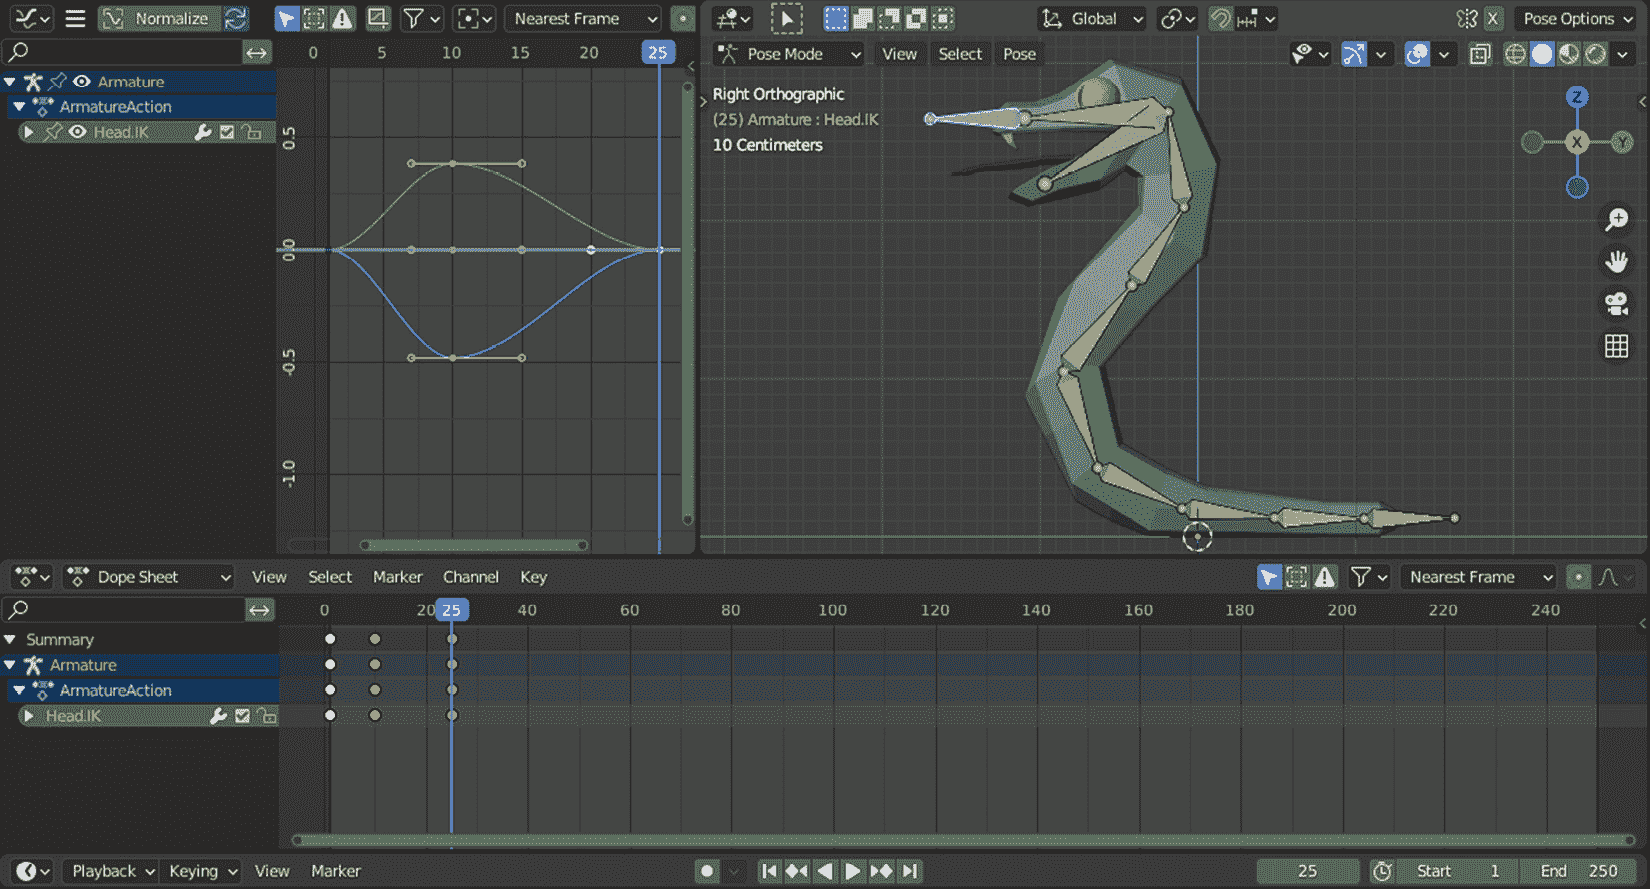 Normalize Nearest Frame Global Pose Options
0 5 10 15 20 25
Pose Mode View Select Pose
Armature
ArmatureAction
Head.IK
0.5
0.0
-0.5
-1.0
Right Orthographic
(25) Armature : Head.IK
10 Centimeters
Z
X
Y
X
Dope Sheet View Select Marker Channel Key Nearest Frame
0 20 25 40 60 80 100 120 140 160 180 200 220 240
Summary
Armature
ArmatureAction
Head.IK
Playback Keying View Marker 25 Start 1 End 250